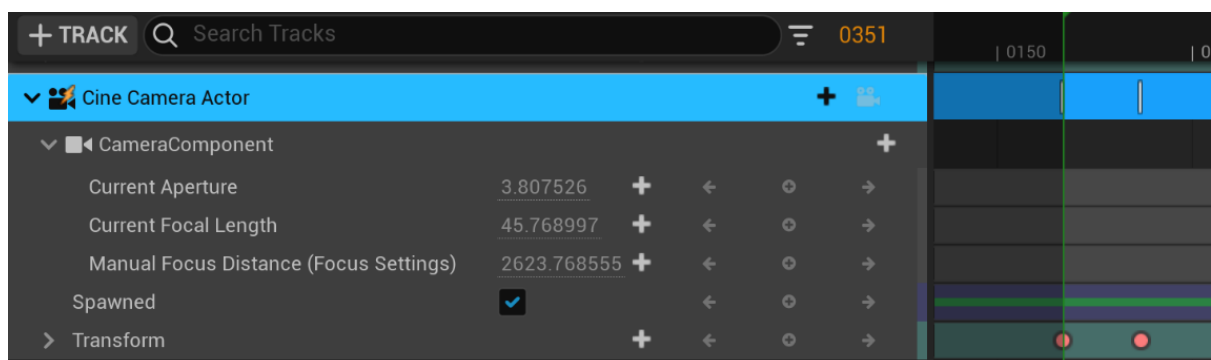 + TRACK Search Tracks 0351
| 0150 | 0
Cine Camera Actor
CameraComponent
Current Aperture 3.807526
Current Focal Length 45.768997
Manual Focus Distance (Focus Settings) 2623.768555
Spawned
Transform